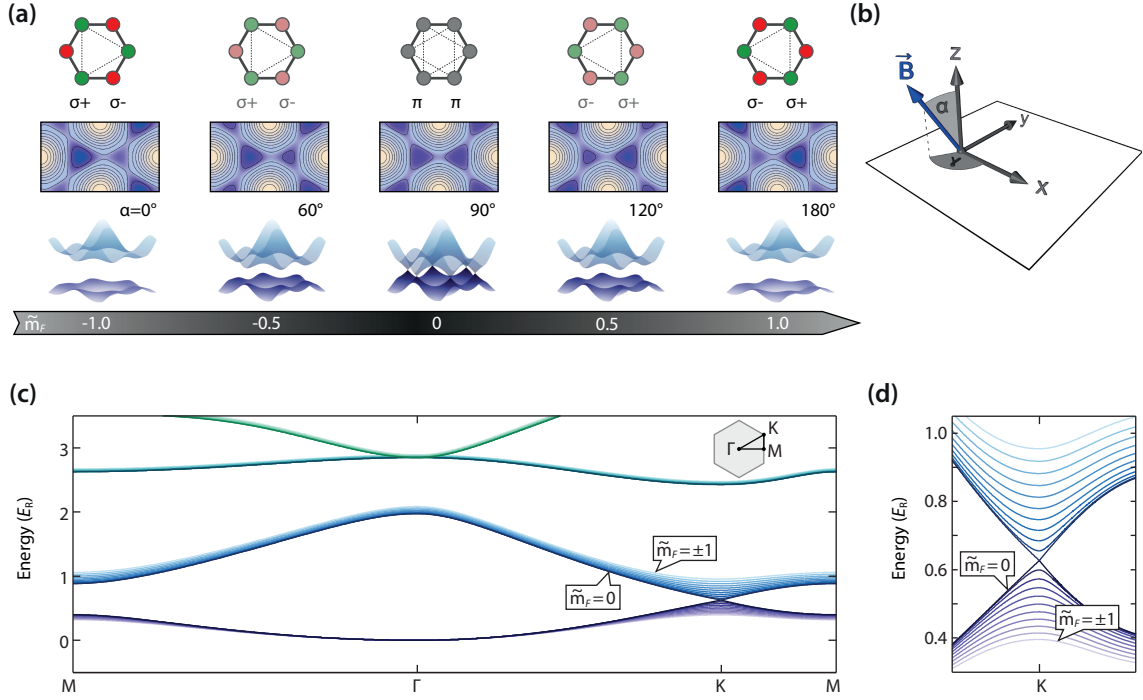 (a)
σ+ σ-
σ+ σ-
π π
σ- σ+
σ- σ+
α=0°
60°
90°
120°
180°
m̃F -1.0 -0.5 0 0.5 1.0
(b)
B⃗
z
α
y
γ
x
(c)
Energy (ER)
3
2
1
0
M Γ K M
K
Γ
M
m̃F=±1
m̃F=0
(d)
Energy (ER)
1.0
0.8
0.6
0.4
K
m̃F=0
m̃F=±1